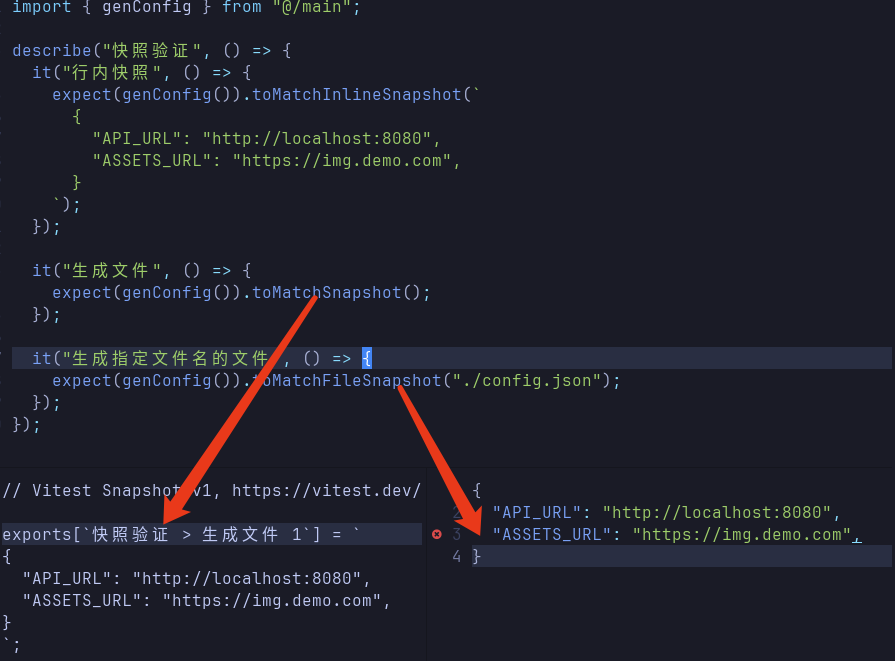 import { genConfig } from "@/main";
describe("快照验证", () => {
it("行内快照", () => {
expect(genConfig()).toMatchInlineSnapshot(`
{
"API_URL": "http://localhost:8080",
"ASSETS_URL": "https://img.demo.com",
}
`);
});
it("生成文件", () => {
expect(genConfig()).toMatchSnapshot();
});
it("生成指定文件名的文件", () => {
expect(genConfig()).toMatchFileSnapshot("./config.json");
});
});
// Vitest Snapshot v1, https://vitest.dev/
exports[`快照验证 > 生成文件 1`] = `
{
"API_URL": "http://localhost:8080",
"ASSETS_URL": "https://img.demo.com",
}
`;
{
2 "API_URL": "http://localhost:8080",
3 "ASSETS_URL": "https://img.demo.com",
4 }